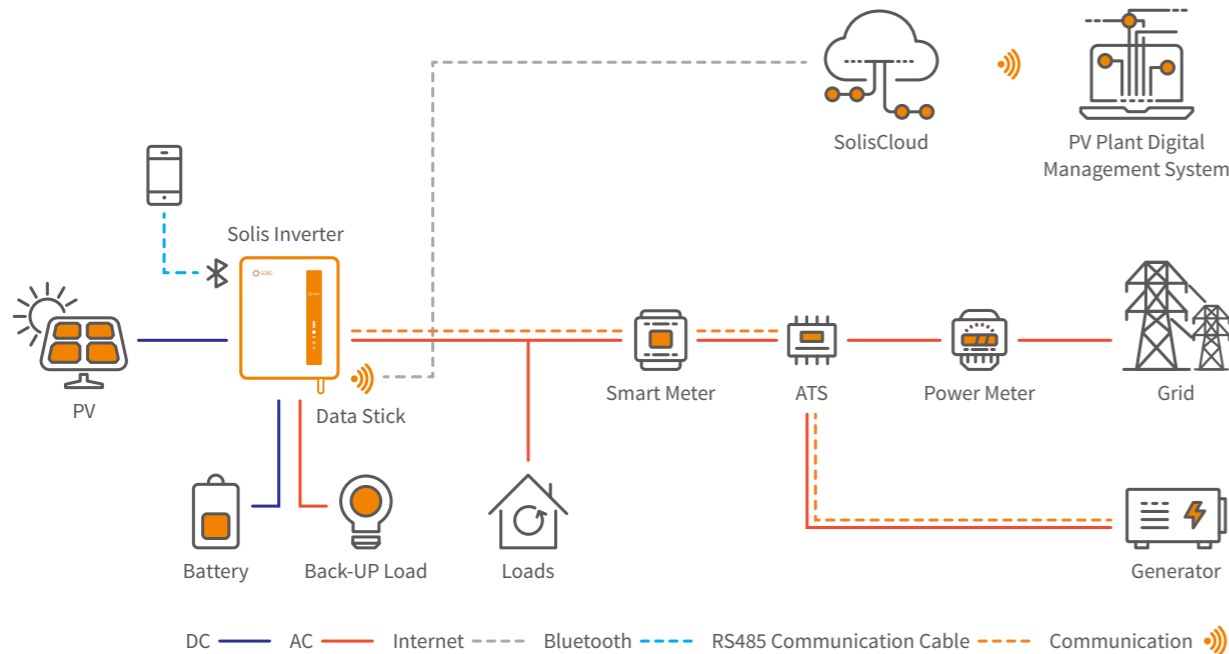 SolisCloud
PV Plant Digital
Management System
Solis Inverter
solis
PV
Data Stick
Smart Meter
ATS
Power Meter
Grid
Battery
Back-UP Load
Loads
Generator
DC
AC
Internet
Bluetooth
RS485 Communication Cable
Communication